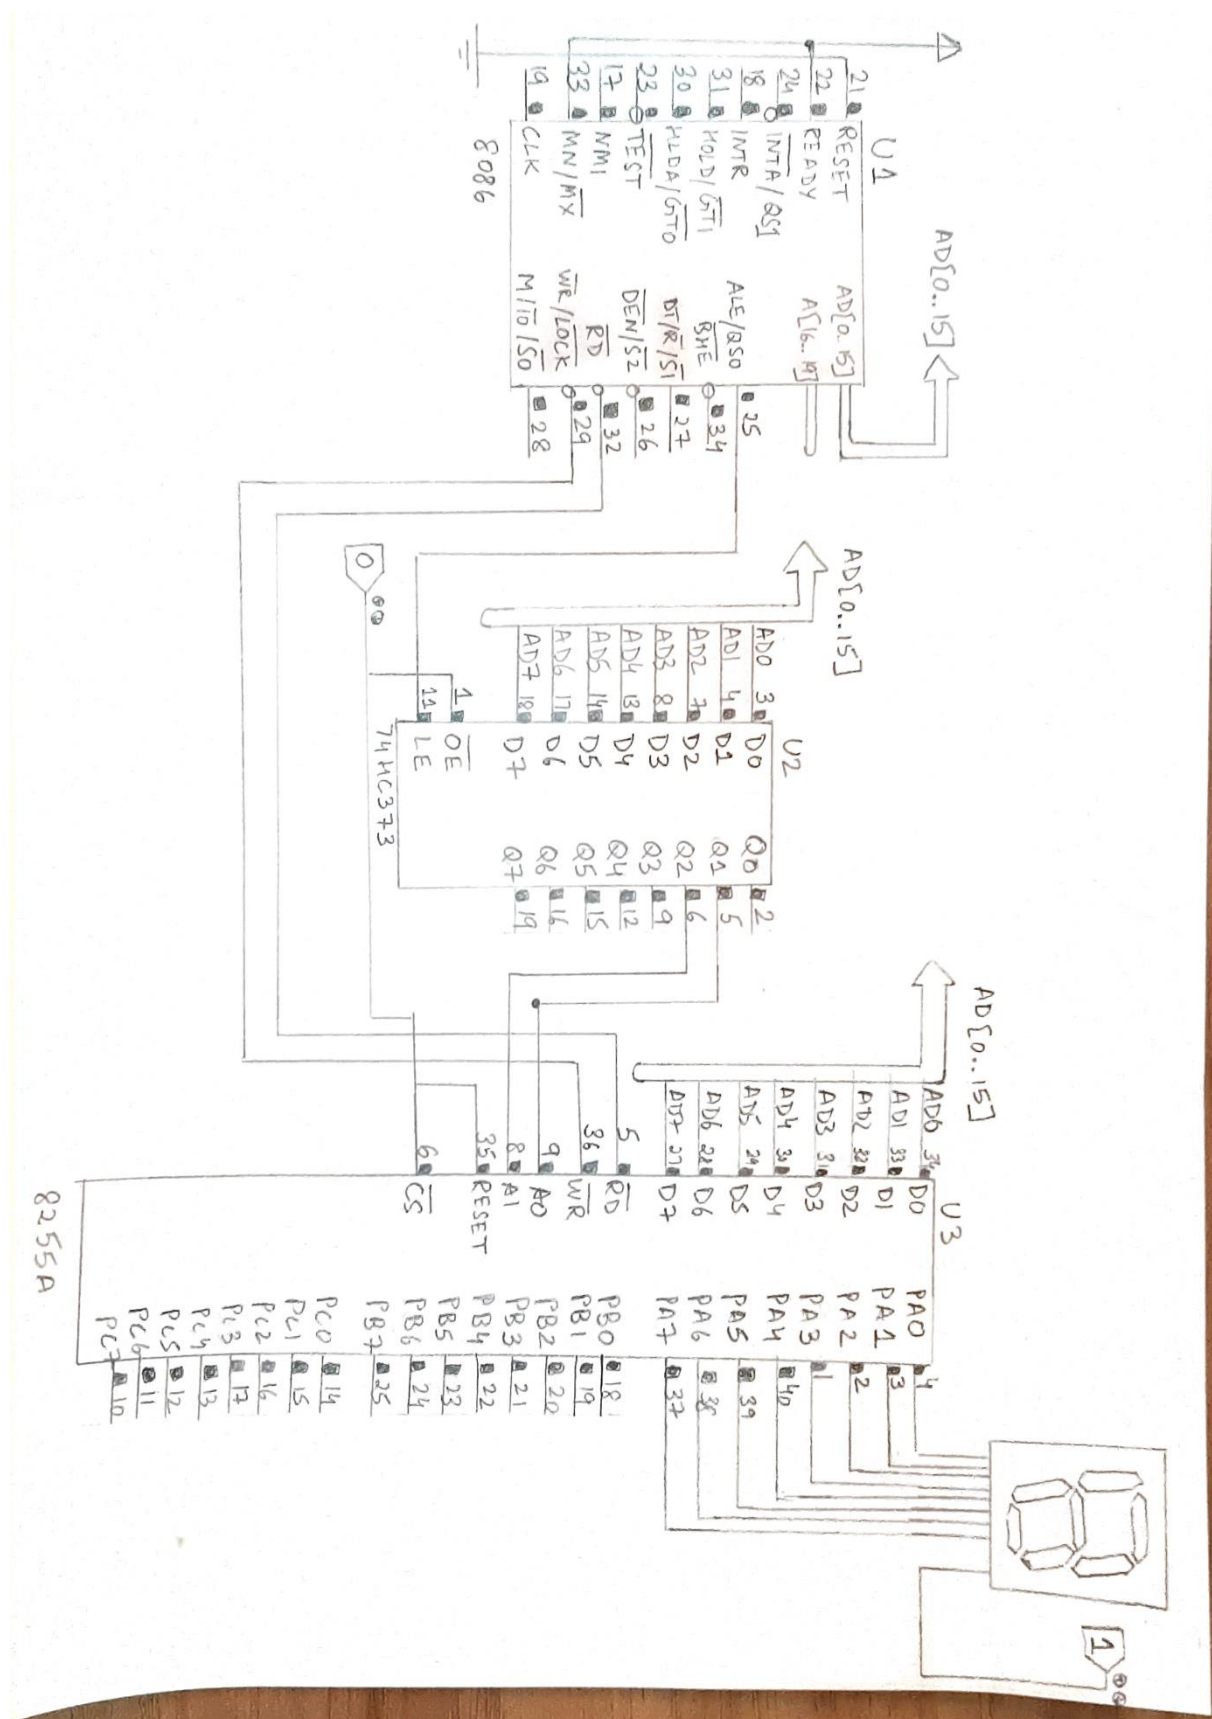 U1
21 RESET
22 READY
24 INTA/QS1
18 INTR
31 HOLD/GT1
30 HLDA/GT0
23 TEST
17 NMI
33 MN/MX
19 CLK
8086
AD[0..15]
AD[0..15]
A[16..19]
ALE/QS0 25
BHE 34
DT/R/S1 27
DEN/S2 26
RD 32
WR/LOCK 29
M/IO/S0 28
0
AD[0..15]
U2
AD0 3 D0
AD1 4 D1
AD2 7 D2
AD3 8 D3
AD4 13 D4
AD5 14 D5
AD6 17 D6
AD7 18 D7
1 OE
11 LE
74HC373
Q0 2
Q1 5
Q2 6
Q3 9
Q4 12
Q5 15
Q6 16
Q7 19
AD[0..15]
U3
AD0 34 D0
AD1 33 D1
AD2 32 D2
AD3 31 D3
AD4 30 D4
AD5 29 D5
AD6 28 D6
AD7 27 D7
5 RD
36 WR
9 A0
8 A1
35 RESET
6 CS
8255A
PA0 4
PA1 3
PA2 2
PA3 1
PA4 40
PA5 39
PA6 38
PA7 37
PB0 18
PB1 19
PB2 20
PB3 21
PB4 22
PB5 23
PB6 24
PB7 25
PC0 14
PC1 15
PC2 16
PC3 17
PC4 13
PC5 12
PC6 11
PC7 10
1